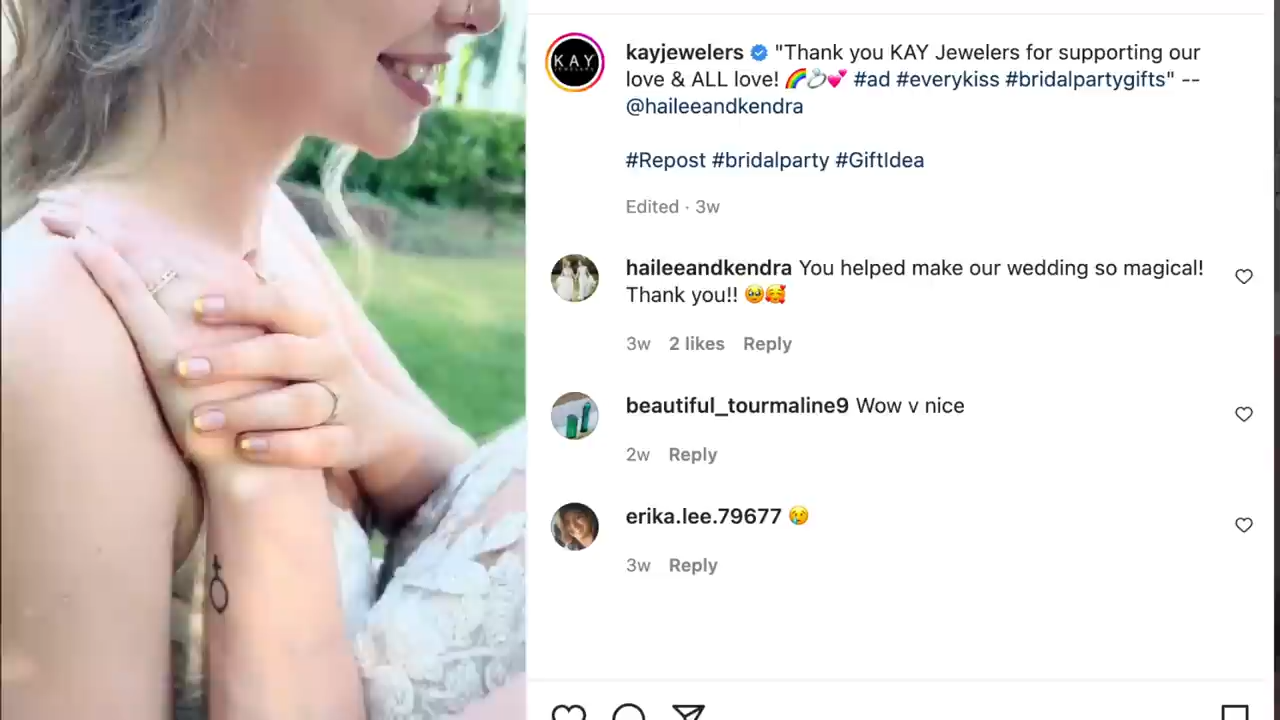 KAY
JEWELERS
kayjewelers "Thank you KAY Jewelers for supporting our
love & ALL love! 🌈💍💕 #ad #everykiss #bridalpartygifts" --
@haileeandkendra
#Repost #bridalparty #GiftIdea
Edited · 3w
haileeandkendra You helped make our wedding so magical!
Thank you!! 🥹🥰
3w 2 likes Reply
beautiful_tourmaline9 Wow v nice
2w Reply
erika.lee.79677 😢
3w Reply